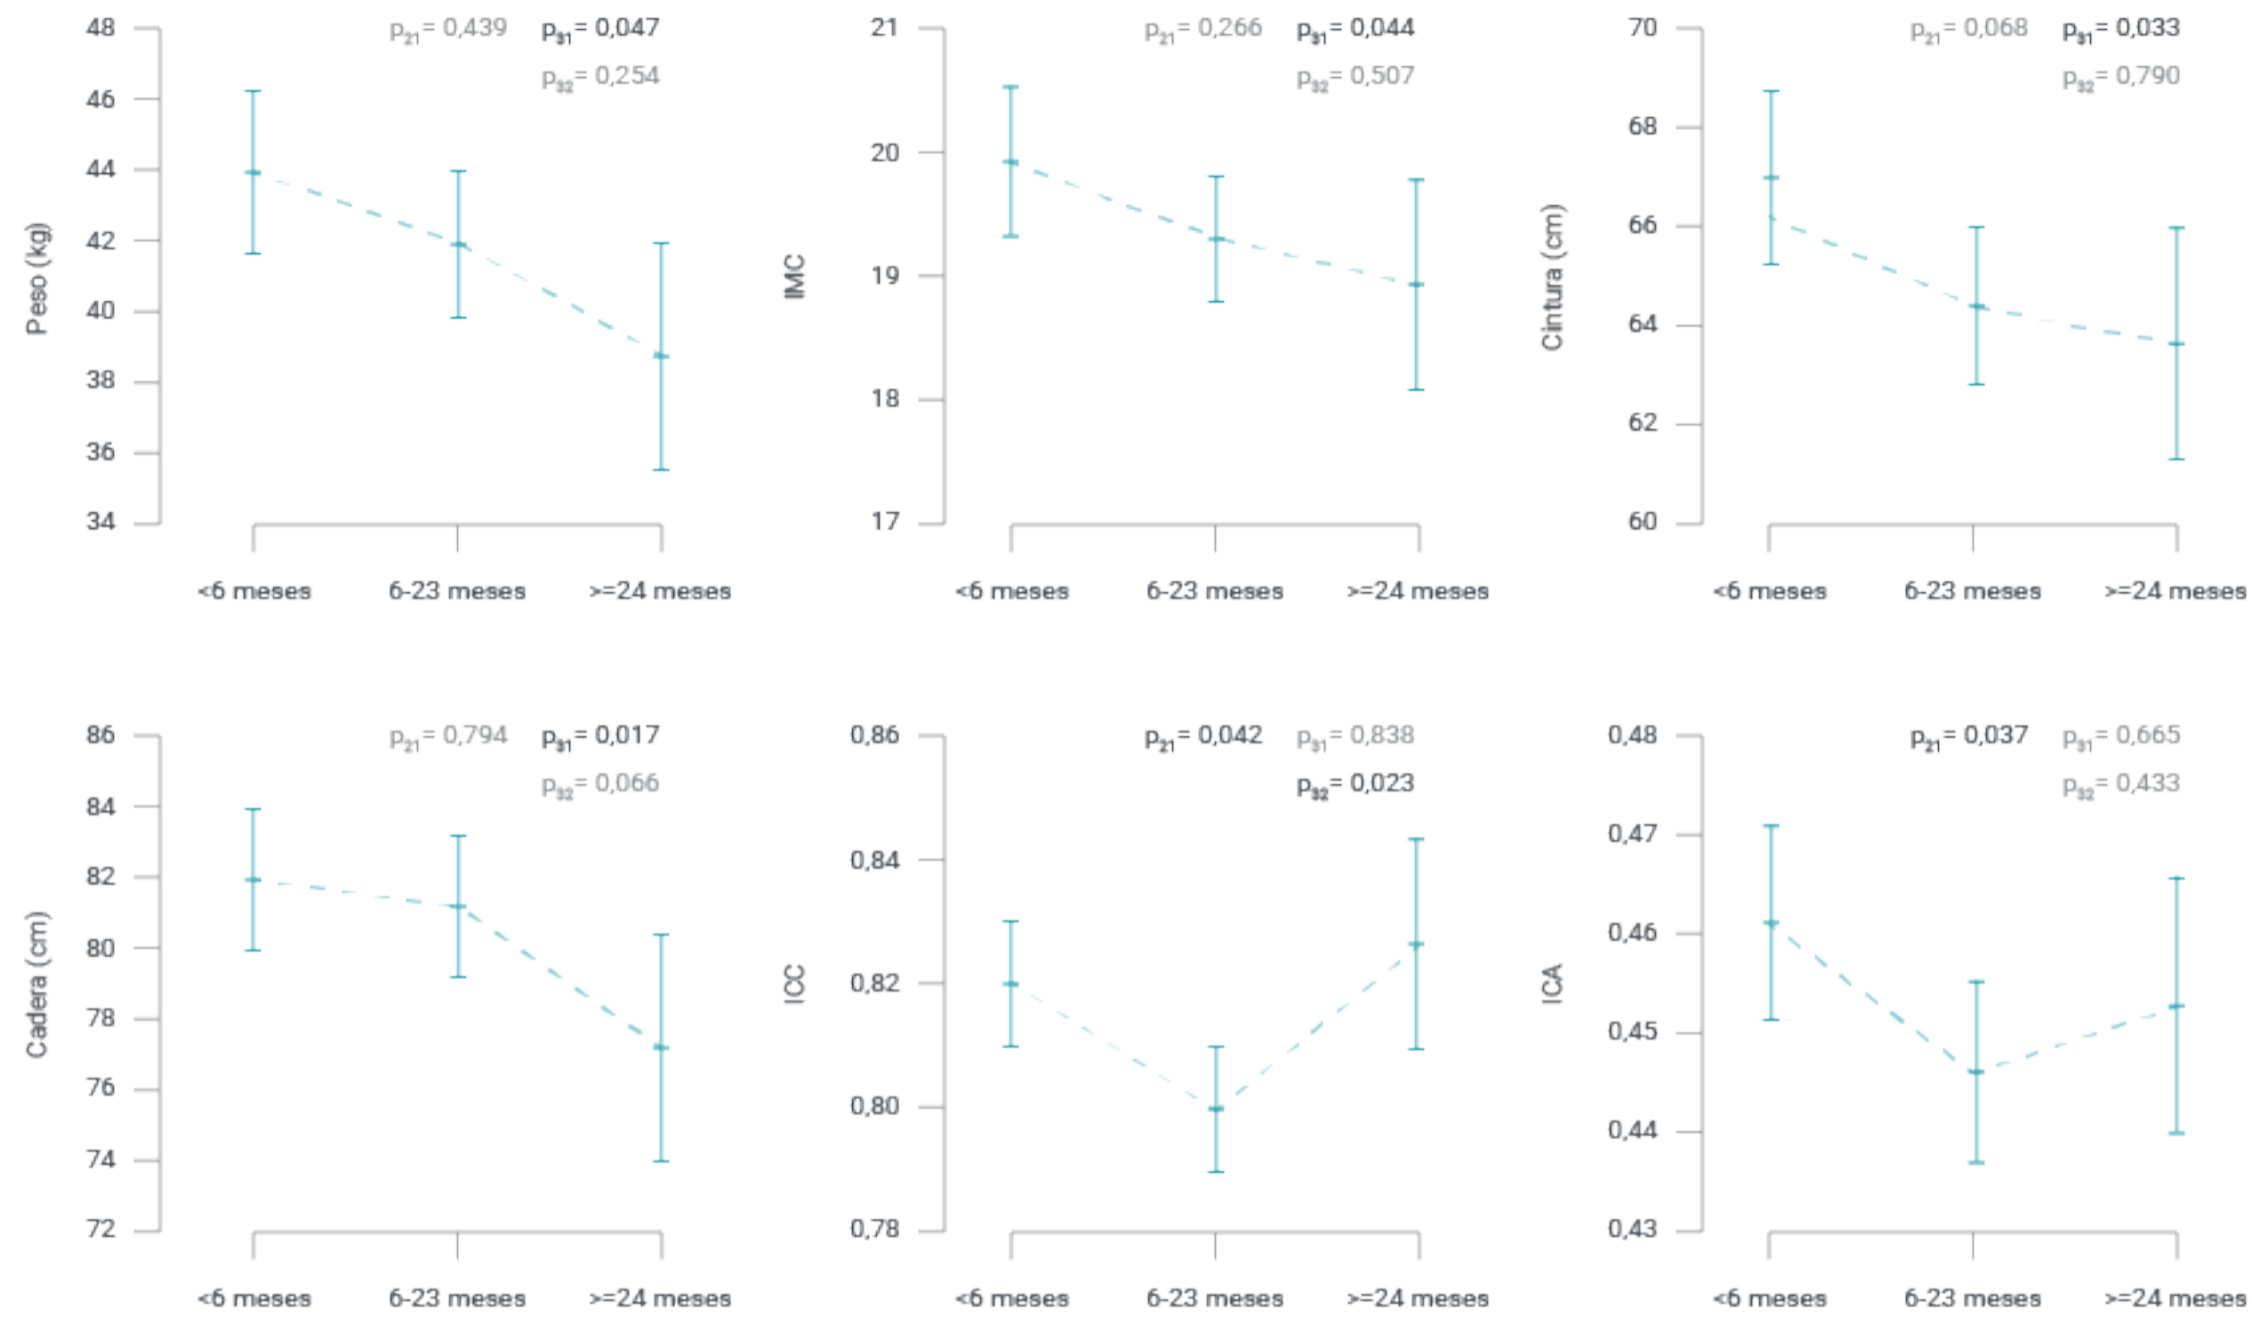 Peso (kg)
48
46
44
42
40
38
36
34
p21= 0,439 p31= 0,047
p32= 0,254
<6 meses 6-23 meses >=24 meses
IMC
21
20
19
18
17
p21= 0,266 p31= 0,044
p32= 0,507
<6 meses 6-23 meses >=24 meses
Cintura (cm)
70
68
66
64
62
60
p21= 0,068 p31= 0,033
p32= 0,790
<6 meses 6-23 meses >=24 meses
Cadera (cm)
86
84
82
80
78
76
74
72
p21= 0,794 p31= 0,017
p32= 0,066
<6 meses 6-23 meses >=24 meses
ICC
0,86
0,84
0,82
0,80
0,78
p21= 0,042 p31= 0,838
p32= 0,023
<6 meses 6-23 meses >=24 meses
ICA
0,48
0,47
0,46
0,45
0,44
0,43
p21= 0,037 p31= 0,665
p32= 0,433
<6 meses 6-23 meses >=24 meses